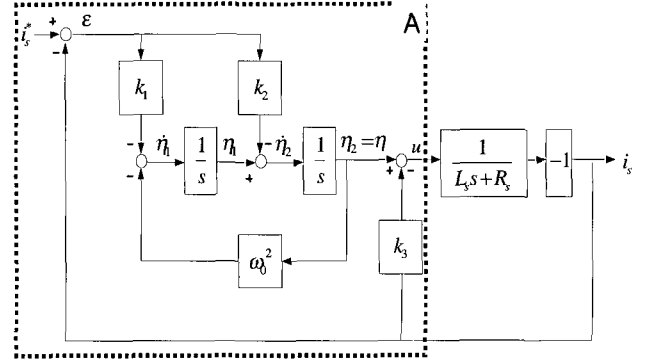 + ε A
i_s^* -
k_1 k_2
- η̇_1 1/s η_1 - η̇_2 1/s η_2 = η u 1/(L_s s + R_s) -1 i_s
- + + -
ω_0^2 k_3